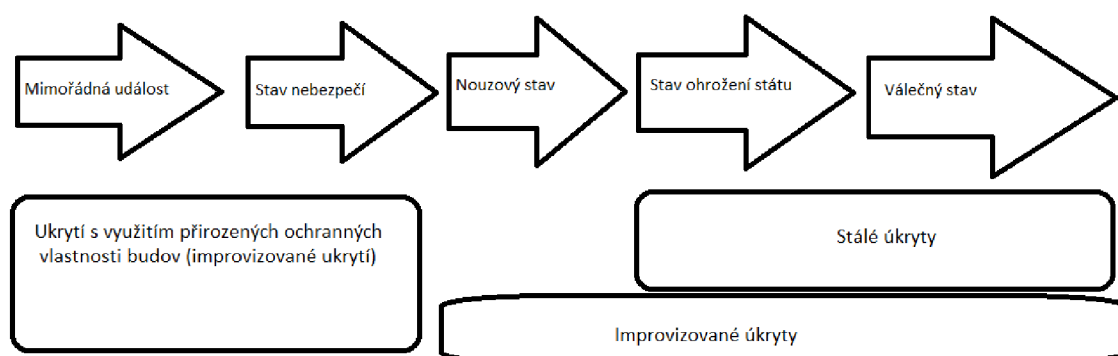 Mimořádná událost
Stav nebezpečí
Nouzový stav
Stav ohrožení státu
Válečný stav
Ukrytí s využitím přirozených ochranných
vlastnosti budov (improvizované ukrytí)
Stálé úkryty
Improvizované úkryty